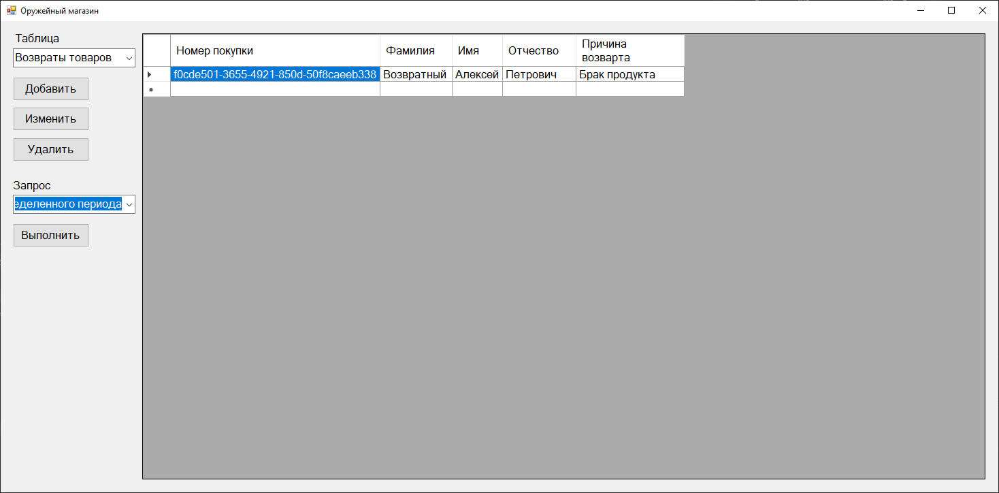 Оружейный магазин
Таблица
Возвраты товаров
Добавить
Изменить
Удалить
Запрос
еделенного периода
Выполнить
Номер покупки Фамилия Имя Отчество Причина
возварта
f0cde501-3655-4921-850d-50f8caeeb338 Возвратный Алексей Петрович Брак продукта